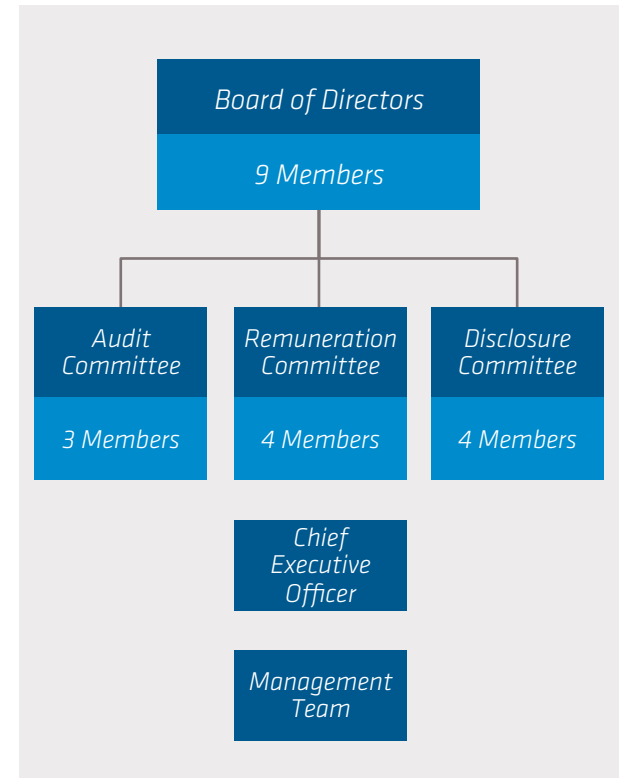 Board of Directors
9 Members
Audit
Committee
3 Members
Remuneration
Committee
4 Members
Disclosure
Committee
4 Members
Chief
Executive
Officer
Management
Team